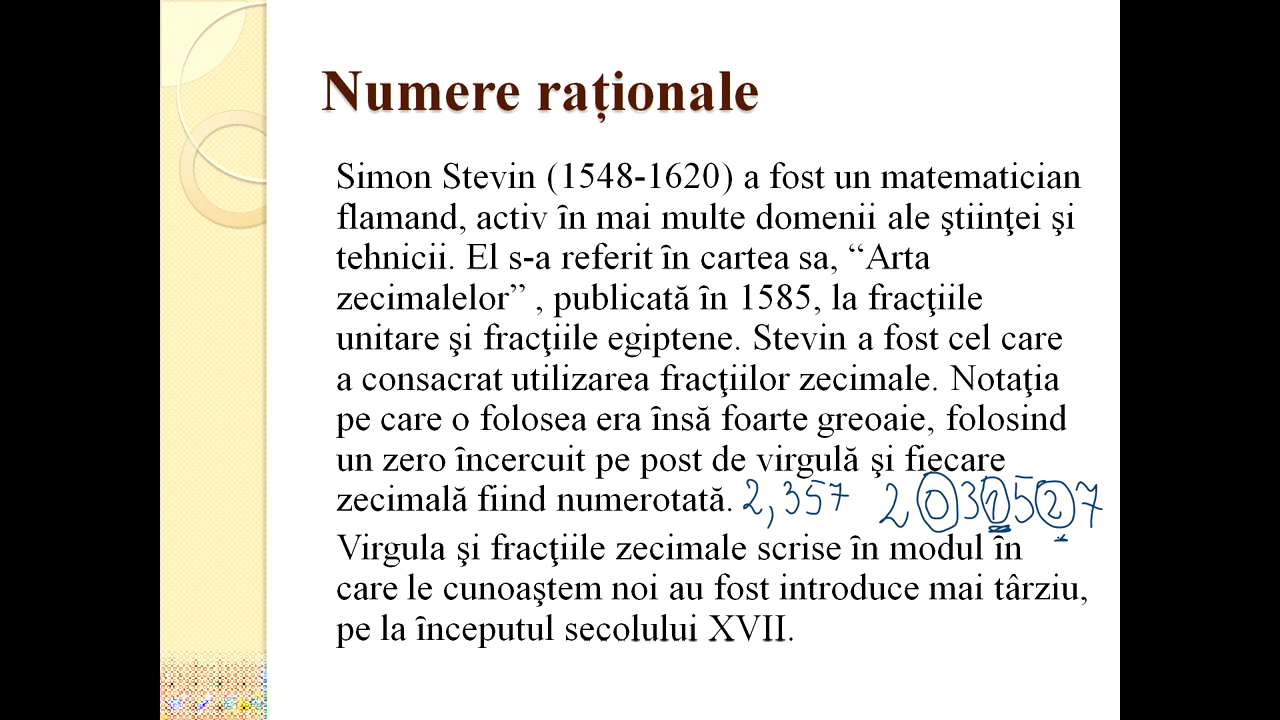 Numere raționale
Simon Stevin (1548-1620) a fost un matematician
flamand, activ în mai multe domenii ale ştiinţei şi
tehnicii. El s-a referit în cartea sa, “Arta
zecimalelor” , publicată în 1585, la fracţiile
unitare şi fracţiile egiptene. Stevin a fost cel care
a consacrat utilizarea fracţiilor zecimale. Notaţia
pe care o folosea era însă foarte greoaie, folosind
un zero încercuit pe post de virgulă şi fiecare
zecimală fiind numerotată. 2,357 2⓪3①5②7
Virgula şi fracţiile zecimale scrise în modul în
care le cunoaştem noi au fost introduce mai târziu,
pe la începutul secolului XVII.